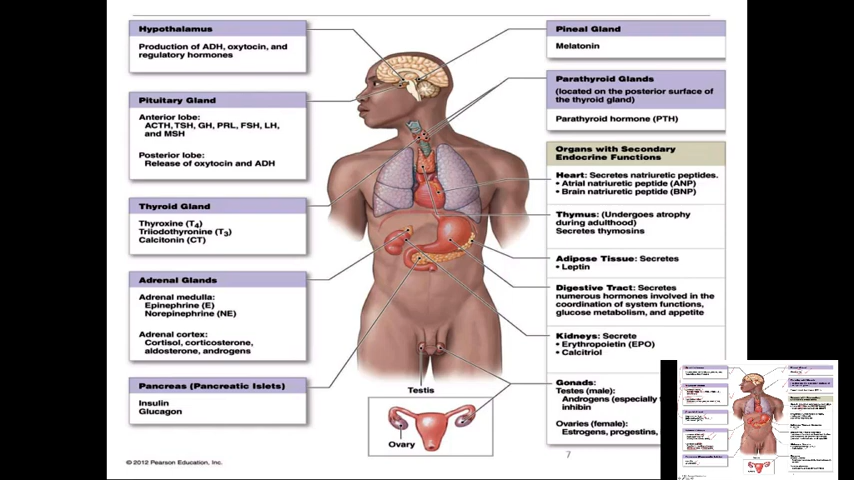 Hypothalamus
Production of ADH, oxytocin, and
regulatory hormones
Pituitary Gland
Anterior lobe:
ACTH, TSH, GH, PRL, FSH, LH,
and MSH
Posterior lobe:
Release of oxytocin and ADH
Thyroid Gland
Thyroxine (T4)
Triiodothyronine (T3)
Calcitonin (CT)
Adrenal Glands
Adrenal medulla:
Epinephrine (E)
Norepinephrine (NE)
Adrenal cortex:
Cortisol, corticosterone,
aldosterone, androgens
Pancreas (Pancreatic Islets)
Insulin
Glucagon
Pineal Gland
Melatonin
Parathyroid Glands
(located on the posterior surface of
the thyroid gland)
Parathyroid hormone (PTH)
Organs with Secondary
Endocrine Functions
Heart: Secretes natriuretic peptides.
• Atrial natriuretic peptide (ANP)
• Brain natriuretic peptide (BNP)
Thymus: (Undergoes atrophy
during adulthood)
Secretes thymosins
Adipose Tissue: Secretes
• Leptin
Digestive Tract: Secretes
numerous hormones involved in the
coordination of system functions,
glucose metabolism, and appetite
Kidneys: Secrete
• Erythropoietin (EPO)
• Calcitriol
Gonads:
Testes (male):
Androgens (especially
inhibin
Ovaries (female):
Estrogens, progestins,
Testis
Ovary
© 2012 Pearson Education, Inc.
7